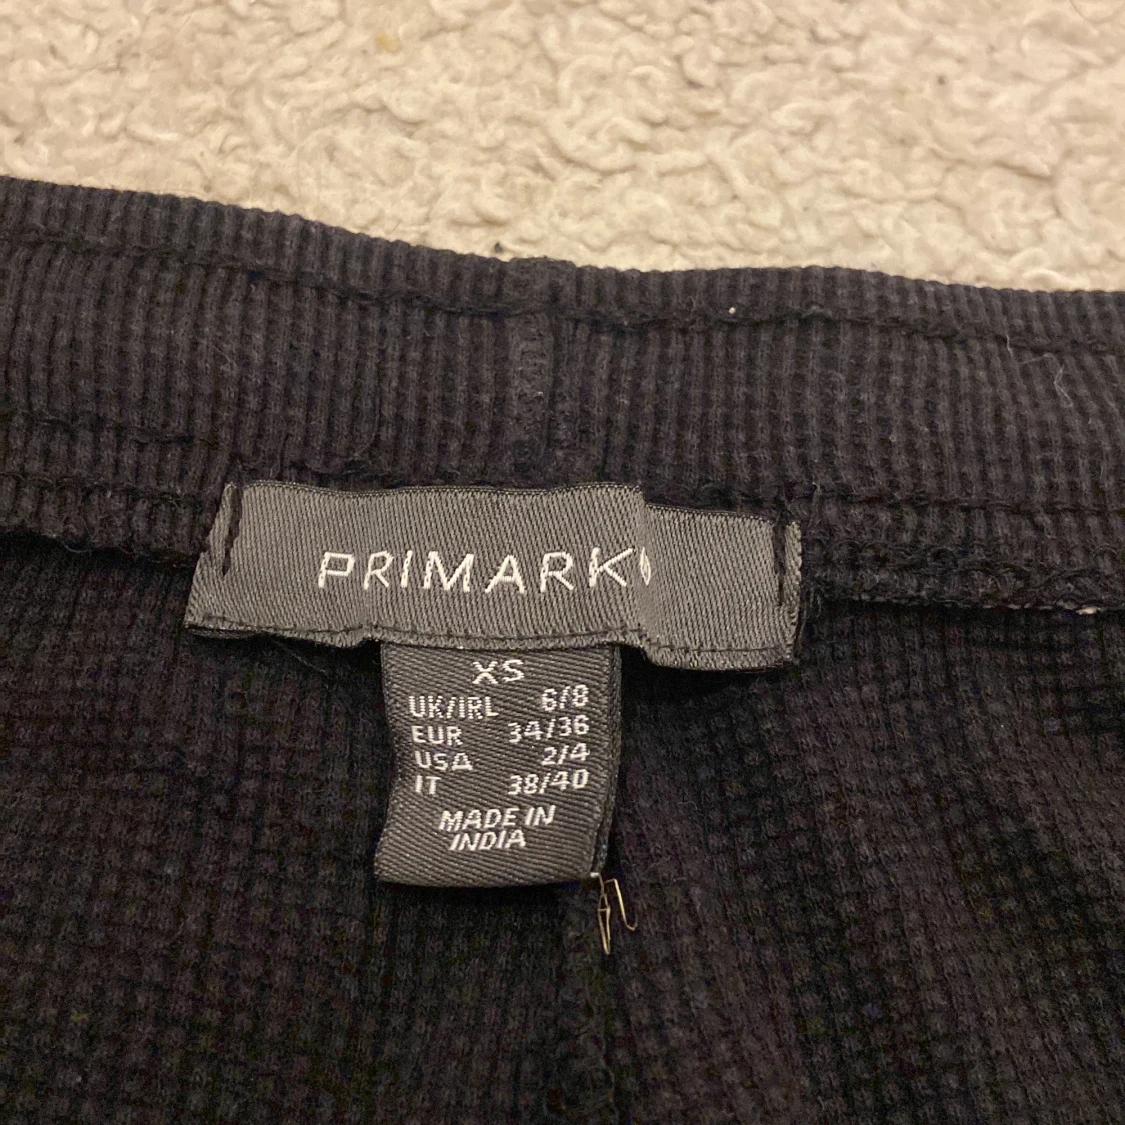 PRIMARK
XS
UK/IRL 6/8
EUR 34/36
USA 2/4
IT 38/40
MADE IN
INDIA